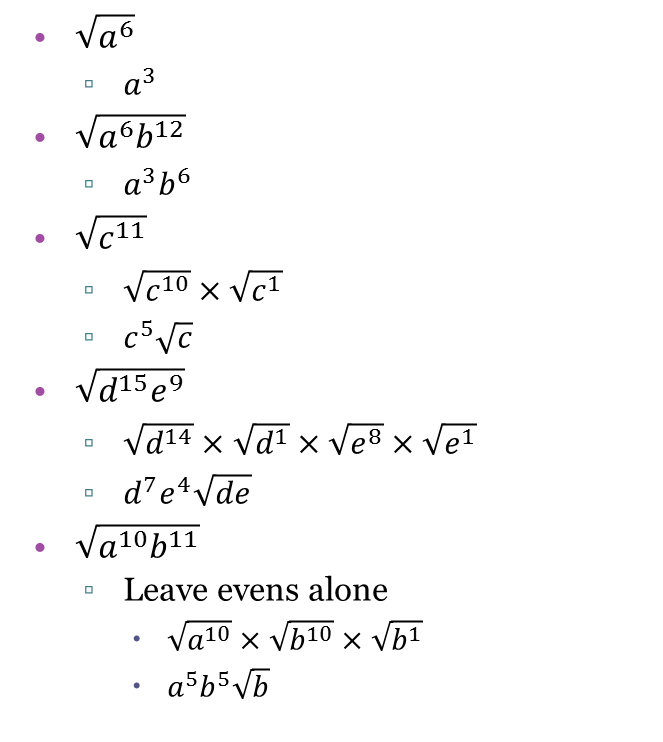 • √a⁶
▫ a³
• √a⁶b¹²
▫ a³b⁶
• √c¹¹
▫ √c¹⁰ × √c¹
▫ c⁵√c
• √d¹⁵e⁹
▫ √d¹⁴ × √d¹ × √e⁸ × √e¹
▫ d⁷e⁴√de
• √a¹⁰b¹¹
▫ Leave evens alone
• √a¹⁰ × √b¹⁰ × √b¹
• a⁵b⁵√b